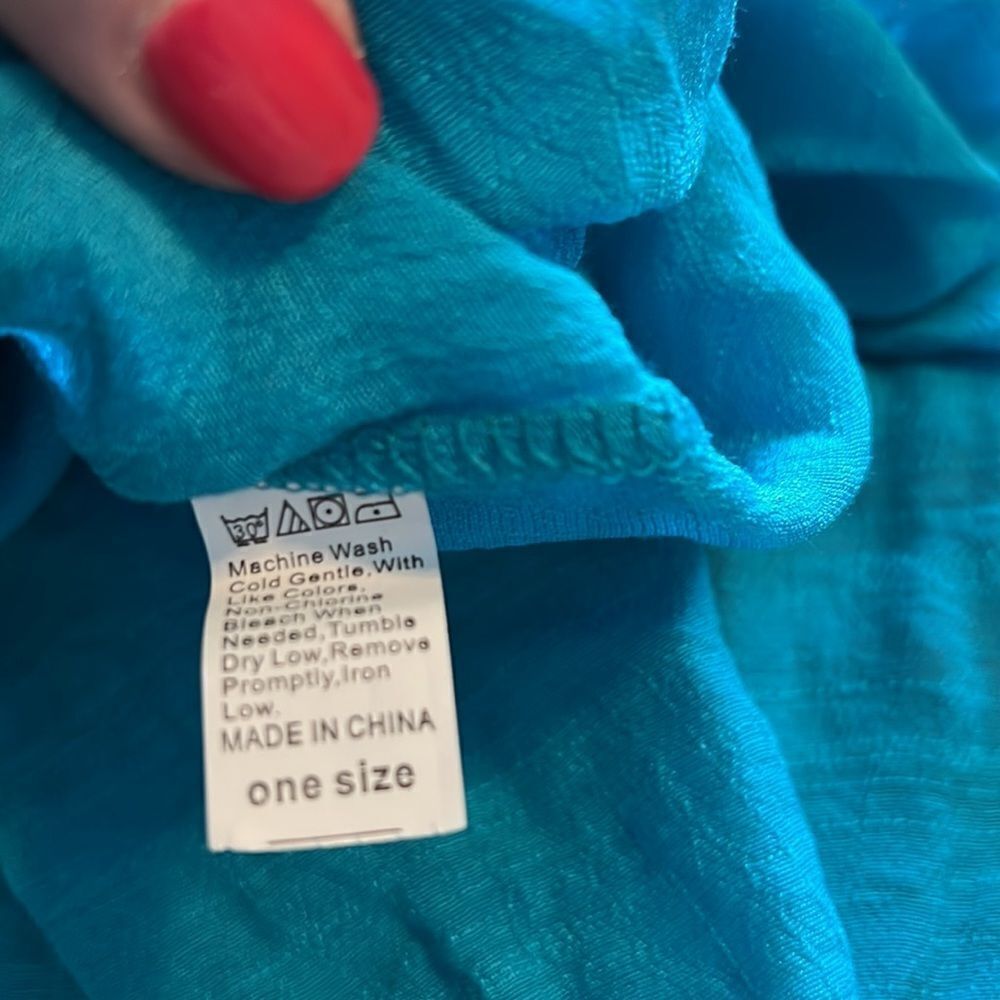 30°
Machine Wash
Cold Gentle,With
Like Colors,
Non-Chlorine
Bleach When
Needed,Tumble
Dry Low,Remove
Promptly,Iron
Low.
MADE IN CHINA
one size